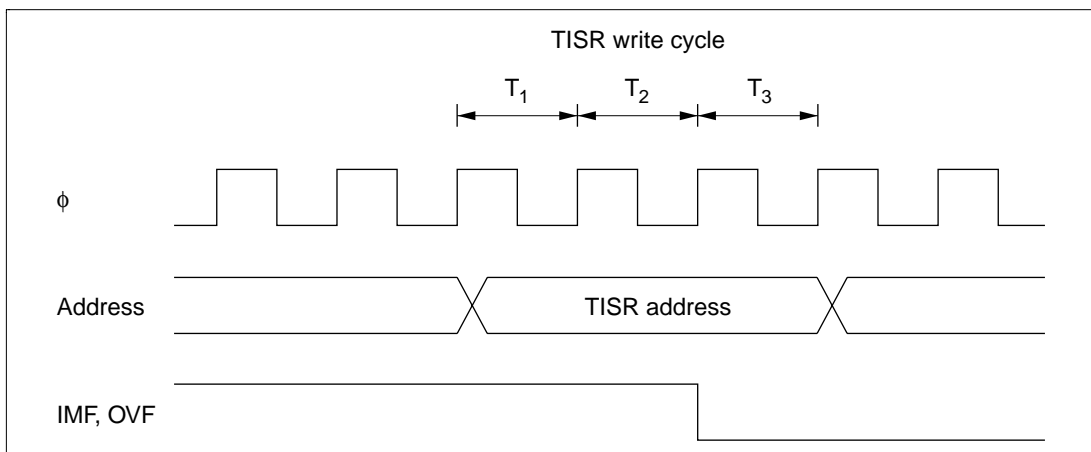 TISR write cycle
T1 T2 T3
ϕ
Address TISR address
IMF, OVF